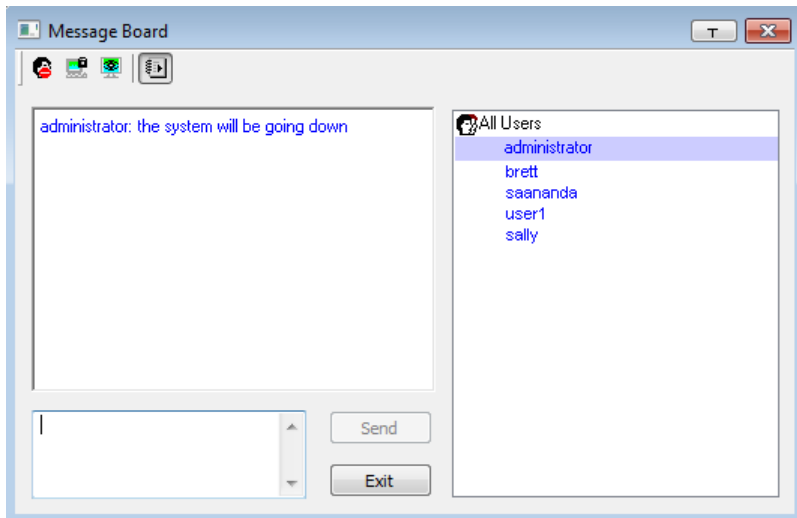 Message Board
T
administrator: the system will be going down
All Users
administrator
brett
saananda
user1
sally
Send
Exit